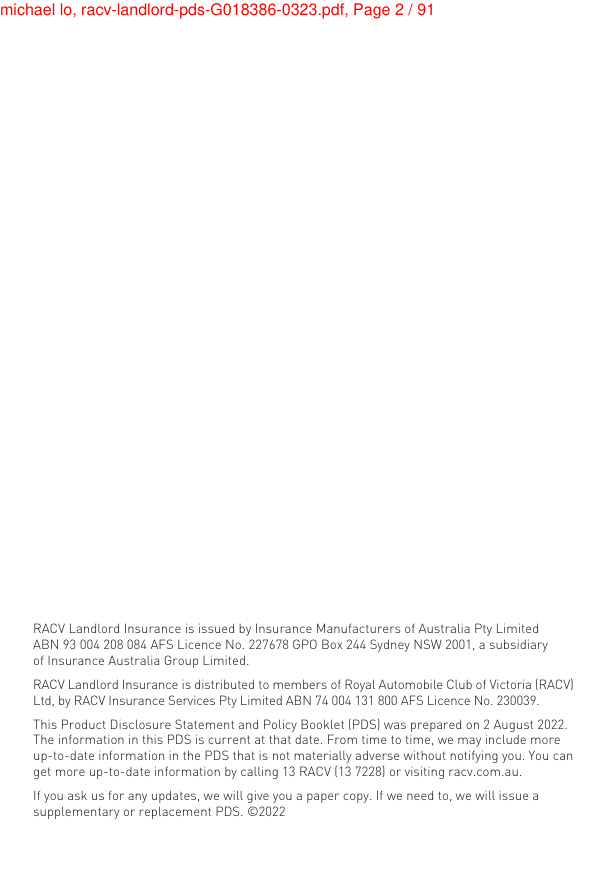 michael lo, racv-landlord-pds-G018386-0323.pdf, Page 2 / 91
RACV Landlord Insurance is issued by Insurance Manufacturers of Australia Pty Limited
ABN 93 004 208 084 AFS Licence No. 227678 GPO Box 244 Sydney NSW 2001, a subsidiary
of Insurance Australia Group Limited.
RACV Landlord Insurance is distributed to members of Royal Automobile Club of Victoria (RACV)
Ltd, by RACV Insurance Services Pty Limited ABN 74 004 131 800 AFS Licence No. 230039.
This Product Disclosure Statement and Policy Booklet (PDS) was prepared on 2 August 2022.
The information in this PDS is current at that date. From time to time, we may include more
up-to-date information in the PDS that is not materially adverse without notifying you. You can
get more up-to-date information by calling 13 RACV (13 7228) or visiting racv.com.au.
If you ask us for any updates, we will give you a paper copy. If we need to, we will issue a
supplementary or replacement PDS. ©2022